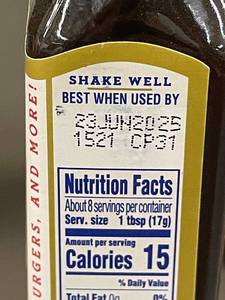 SHAKE WELL
BEST WHEN USED BY
23JUN2025
1521 CP31
URGERS, AND MORE!
Nutrition Facts
About 8 servings per container
Serv. size 1 tbsp (17g)
Amount per serving
Calories 15
% Daily Value
Total Fat 0g 0%